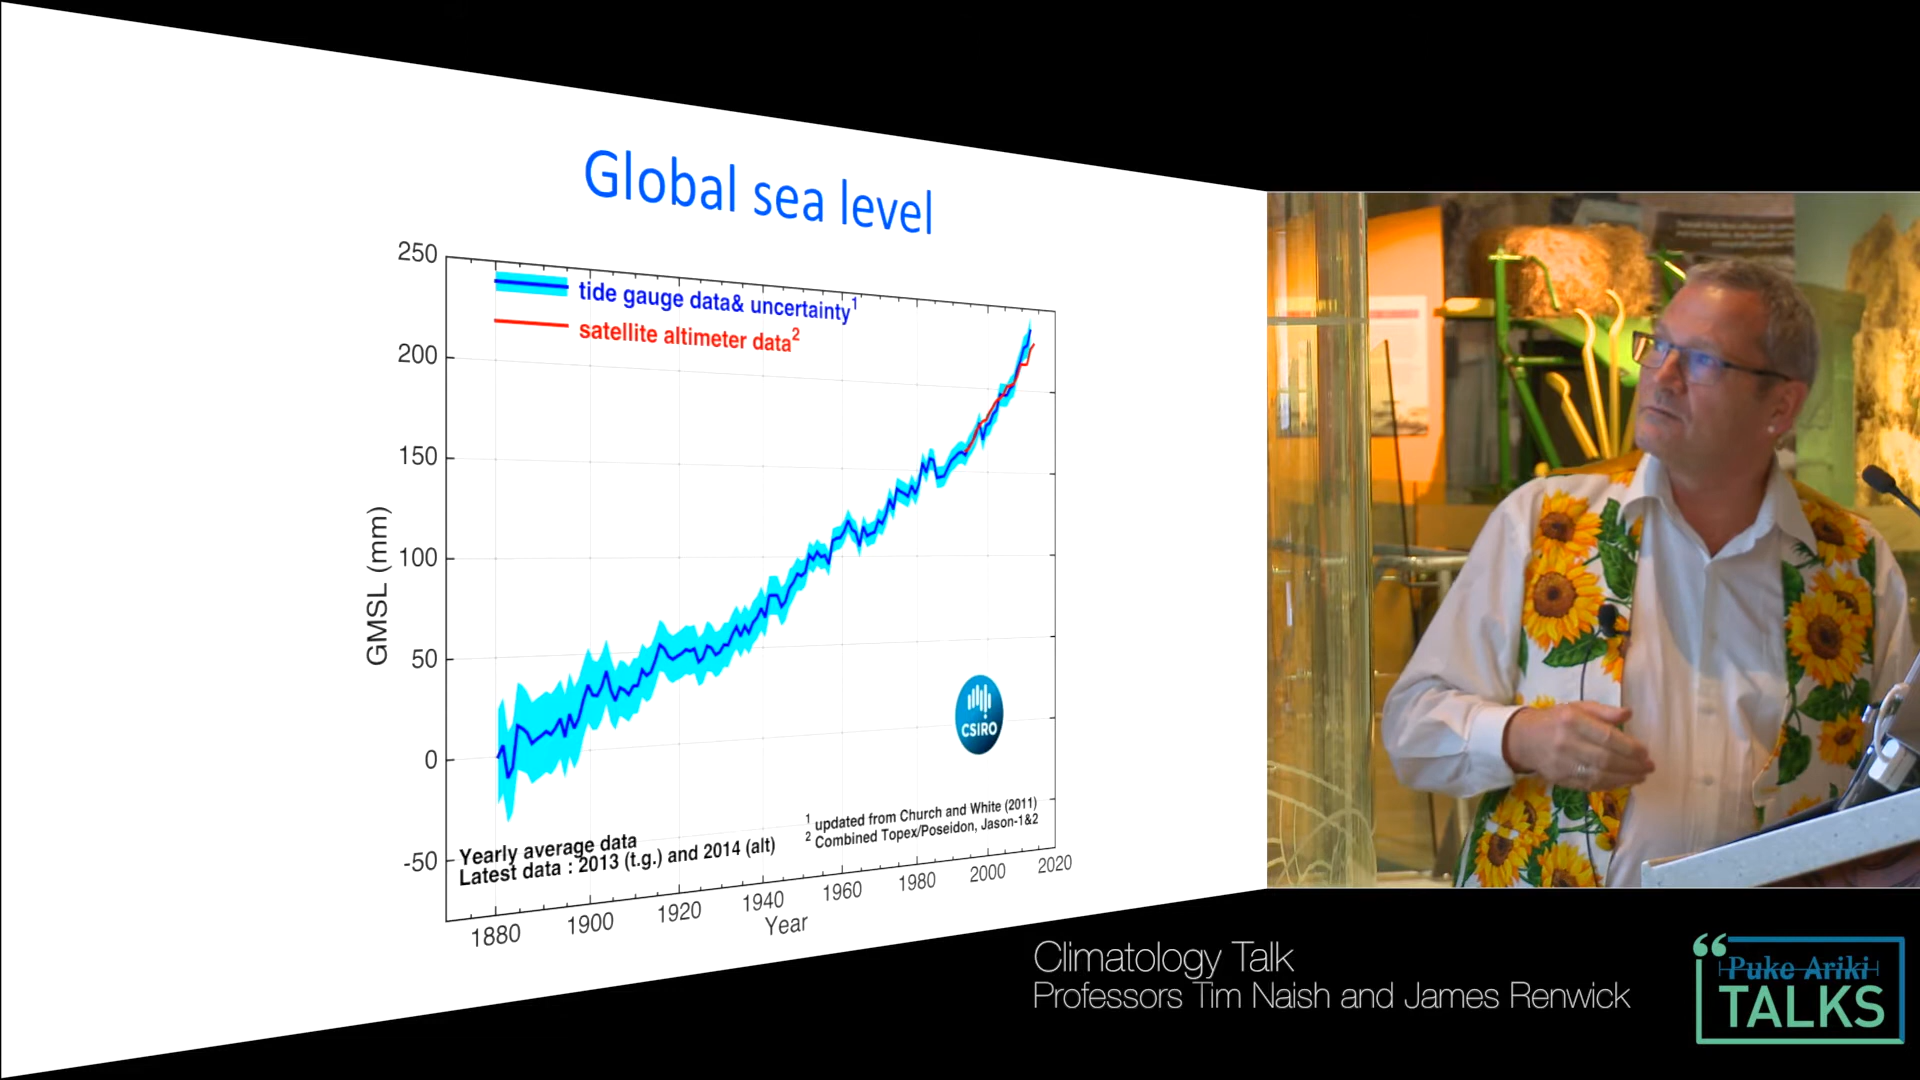 Global sea level
250
200
150
100
50
0
-50
GMSL (mm)
tide gauge data& uncertainty1
satellite altimeter data2
CSIRO
1 updated from Church and White (2011)
2 Combined Topex/Poseidon, Jason-1&2
Yearly average data
Latest data : 2013 (t.g.) and 2014 (alt)
1880 1900 1920 1940 1960 1980 2000 2020
Year
Climatology Talk
Professors Tim Naish and James Renwick
Puke Ariki
TALKS